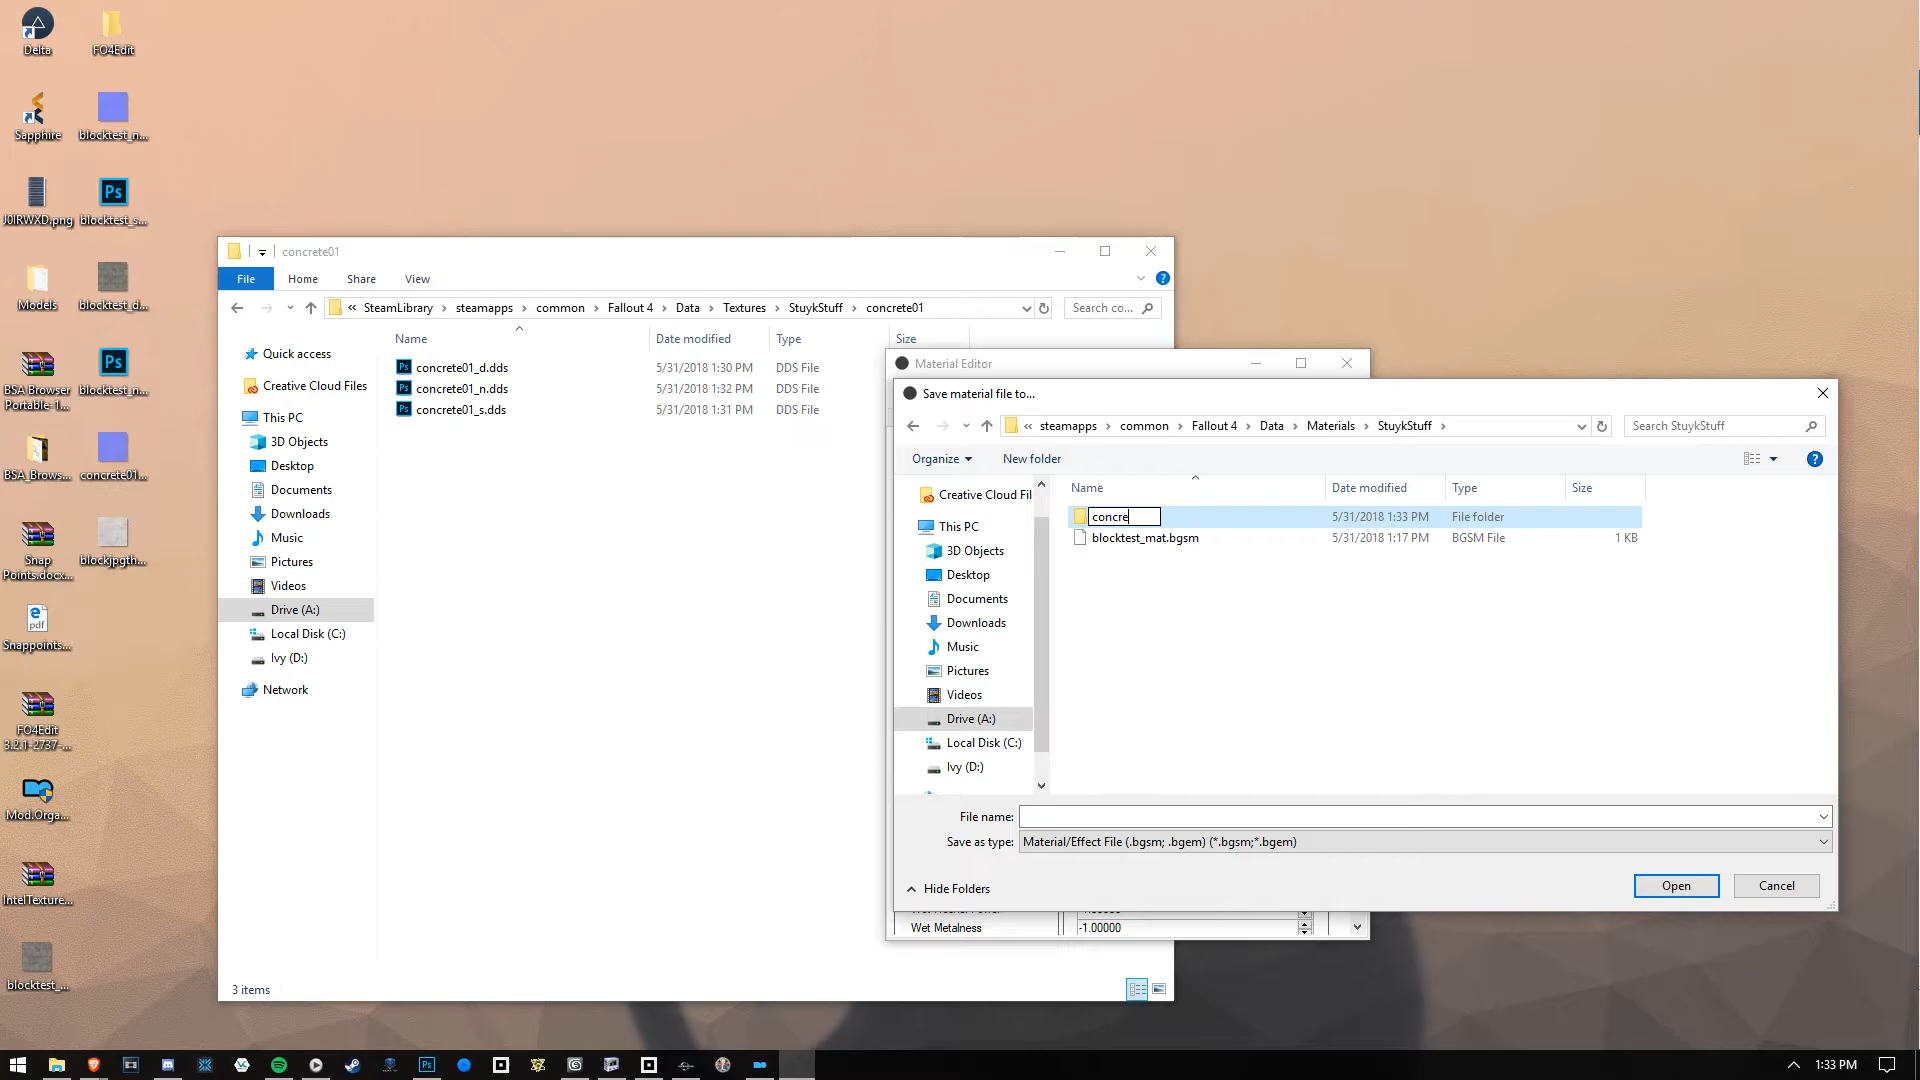 Delta
FO4Edit
Sapphire
blocktest_n...
J0IRWXD.png
blocktest_s...
Models
blocktest_d...
BSA Browser
Portable-1...
blocktest_n...
BSA_Brows...
concrete01...
Snap
Points.docx...
blockjpgth...
Snappoints...
FO4Edit
3.2.1-2737-...
Mod.Orga...
IntelTexture...
blocktest_...
concrete01
File
Home
Share
View
« SteamLibrary > steamapps > common > Fallout 4 > Data > Textures > StuykStuff > concrete01
Search co...
Name
Date modified
Type
Size
Quick access
Creative Cloud Files
This PC
3D Objects
Desktop
Documents
Downloads
Music
Pictures
Videos
Drive (A:)
Local Disk (C:)
Ivy (D:)
Network
concrete01_d.dds 5/31/2018 1:30 PM DDS File
concrete01_n.dds 5/31/2018 1:32 PM DDS File
concrete01_s.dds 5/31/2018 1:31 PM DDS File
3 items
Material Editor
Save material file to...
« steamapps > common > Fallout 4 > Data > Materials > StuykStuff >
Search StuykStuff
Organize
New folder
Name
Date modified
Type
Size
Creative Cloud Fil
This PC
3D Objects
Desktop
Documents
Downloads
Music
Pictures
Videos
Drive (A:)
Local Disk (C:)
Ivy (D:)
concre 5/31/2018 1:33 PM File folder
blocktest_mat.bgsm 5/31/2018 1:17 PM BGSM File 1 KB
File name:
Save as type: Material/Effect File (.bgsm; .bgem) (*.bgsm;*.bgem)
Hide Folders
Open
Cancel
Wet Metalness
-1.00000
1:33 PM